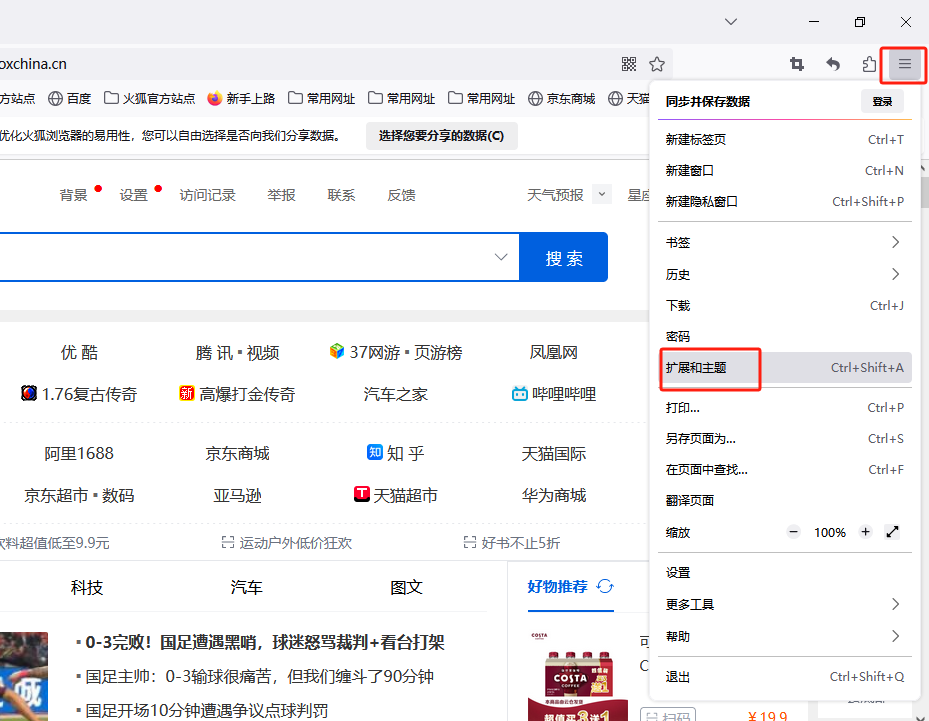 oxchina.cn
方站点 百度 火狐官方站点 新手上路 常用网址 常用网址 常用网址 京东商城 天猫
优化火狐浏览器的易用性，您可以自由选择是否向我们分享数据。 选择您要分享的数据(C)
背景 设置 访问记录 举报 联系 反馈 天气预报 星座
搜 索
优 酷 腾 讯 ▪ 视频 37网游 ▪ 页游榜 凤凰网
1.76复古传奇 新 高爆打金传奇 汽车之家 哔哩哔哩
阿里1688 京东商城 知 知 乎 天猫国际
京东超市 ▪ 数码 亚马逊 T 天猫超市 华为商城
饮料超值低至9.9元 运动户外低价狂欢 好书不止5折
科技 汽车 图文 好物推荐
▪ 0-3完败！国足遭遇黑哨，球迷怒骂裁判+看台打架
▪ 国足主帅：0-3输球很痛苦，但我们缠斗了90分钟
▪ 国足开场10分钟遭遇争议点球判罚
COSTA
COSTA
COFFEE
超值买3送1
可
C
扫码
￥19.9
同步并保存数据 登录
新建标签页 Ctrl+T
新建窗口 Ctrl+N
新建隐私窗口 Ctrl+Shift+P
书签
历史
下载 Ctrl+J
密码
扩展和主题 Ctrl+Shift+A
打印... Ctrl+P
另存页面为... Ctrl+S
在页面中查找... Ctrl+F
翻译页面
缩放 − 100% +
设置
更多工具
帮助
退出 Ctrl+Shift+Q